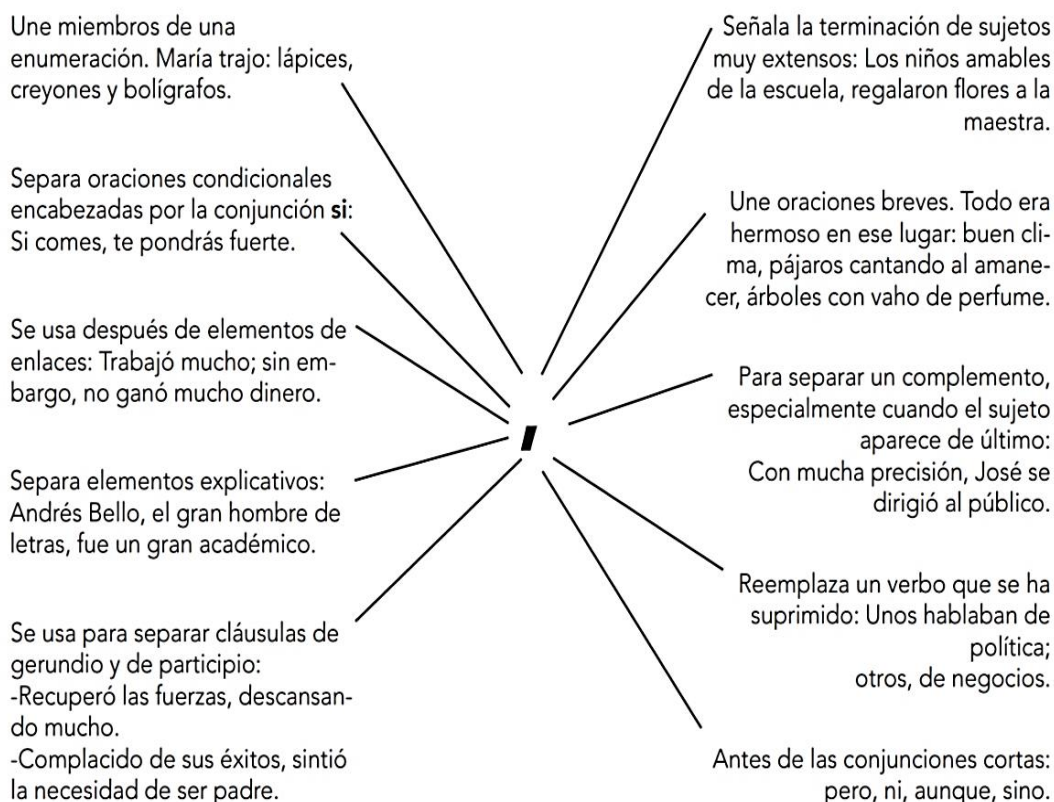 Une miembros de una
enumeración. María trajo: lápices,
creyones y bolígrafos.
Separa oraciones condicionales
encabezadas por la conjunción si:
Si comes, te pondrás fuerte.
Se usa después de elementos de
enlaces: Trabajó mucho; sin em-
bargo, no ganó mucho dinero.
Separa elementos explicativos:
Andrés Bello, el gran hombre de
letras, fue un gran académico.
Se usa para separar cláusulas de
gerundio y de participio:
-Recuperó las fuerzas, descansan-
do mucho.
-Complacido de sus éxitos, sintió
la necesidad de ser padre.
,
Señala la terminación de sujetos
muy extensos: Los niños amables
de la escuela, regalaron flores a la
maestra.
Une oraciones breves. Todo era
hermoso en ese lugar: buen cli-
ma, pájaros cantando al amane-
cer, árboles con vaho de perfume.
Para separar un complemento,
especialmente cuando el sujeto
aparece de último:
Con mucha precisión, José se
dirigió al público.
Reemplaza un verbo que se ha
suprimido: Unos hablaban de
política;
otros, de negocios.
Antes de las conjunciones cortas:
pero, ni, aunque, sino.